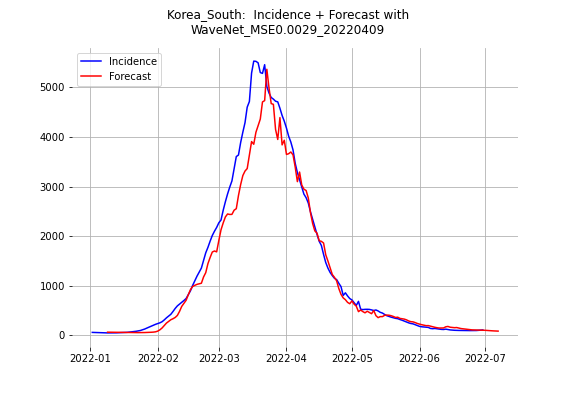 Korea_South:  Incidence + Forecast with
WaveNet_MSE0.0029_20220409
Incidence
Forecast
5000
4000
3000
2000
1000
0
2022-01 2022-02 2022-03 2022-04 2022-05 2022-06 2022-07